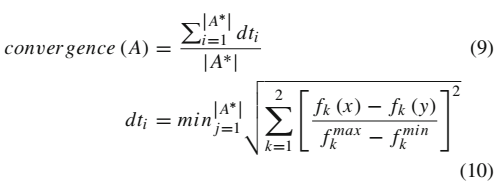 convergence (A) = \frac{\sum_{i=1}^{|A^*|} dt_i}{|A^*|} (9)
dt_i = min_{j=1}^{|A^*|} \sqrt{\sum_{k=1}^{2} \left[ \frac{f_k (x) - f_k (y)}{f_k^{max} - f_k^{min}} \right]^2} (10)